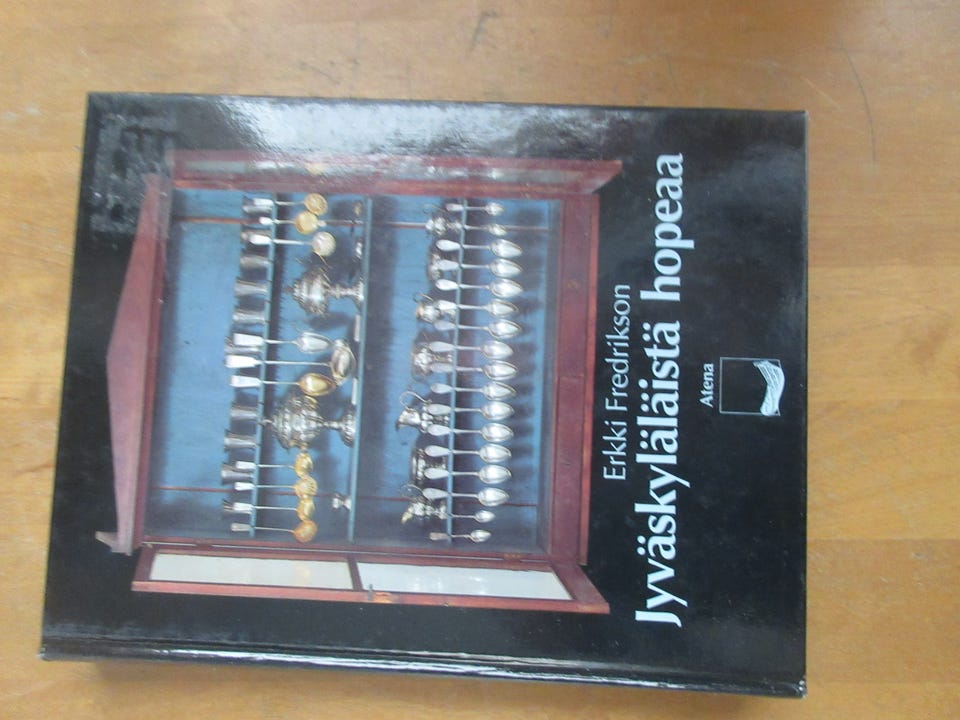 Erkki Fredrikson
Jyväskyläläistä hopeaa
Atena